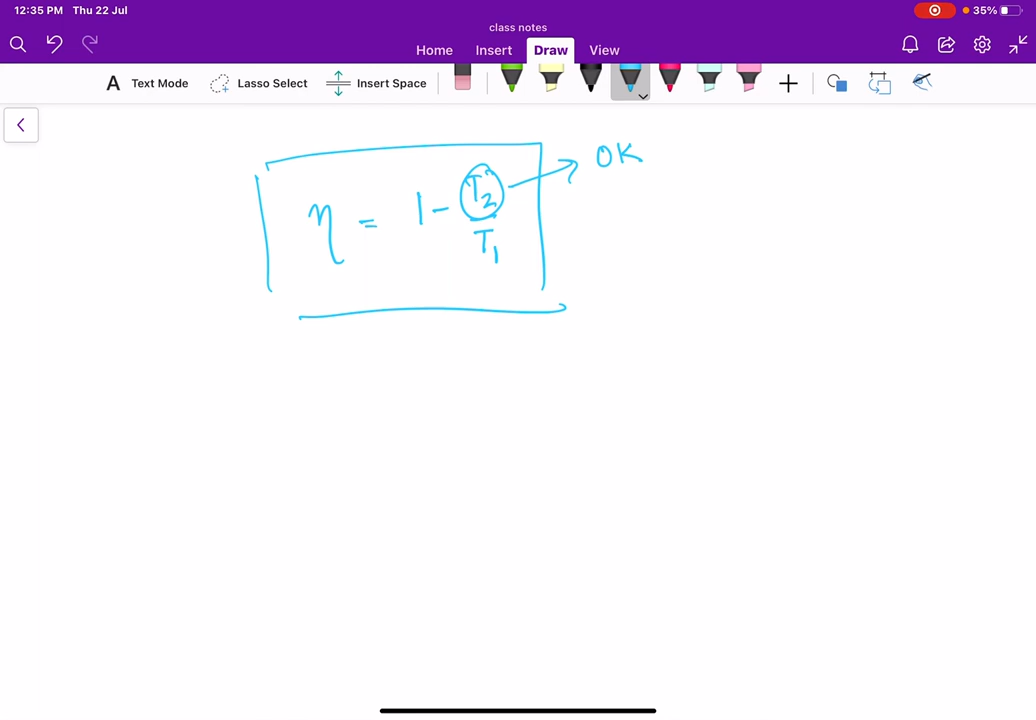 12:35 PM Thu 22 Jul
35%
class notes
Home Insert Draw View
A Text Mode Lasso Select Insert Space
η = 1 - T₂/T₁
OK